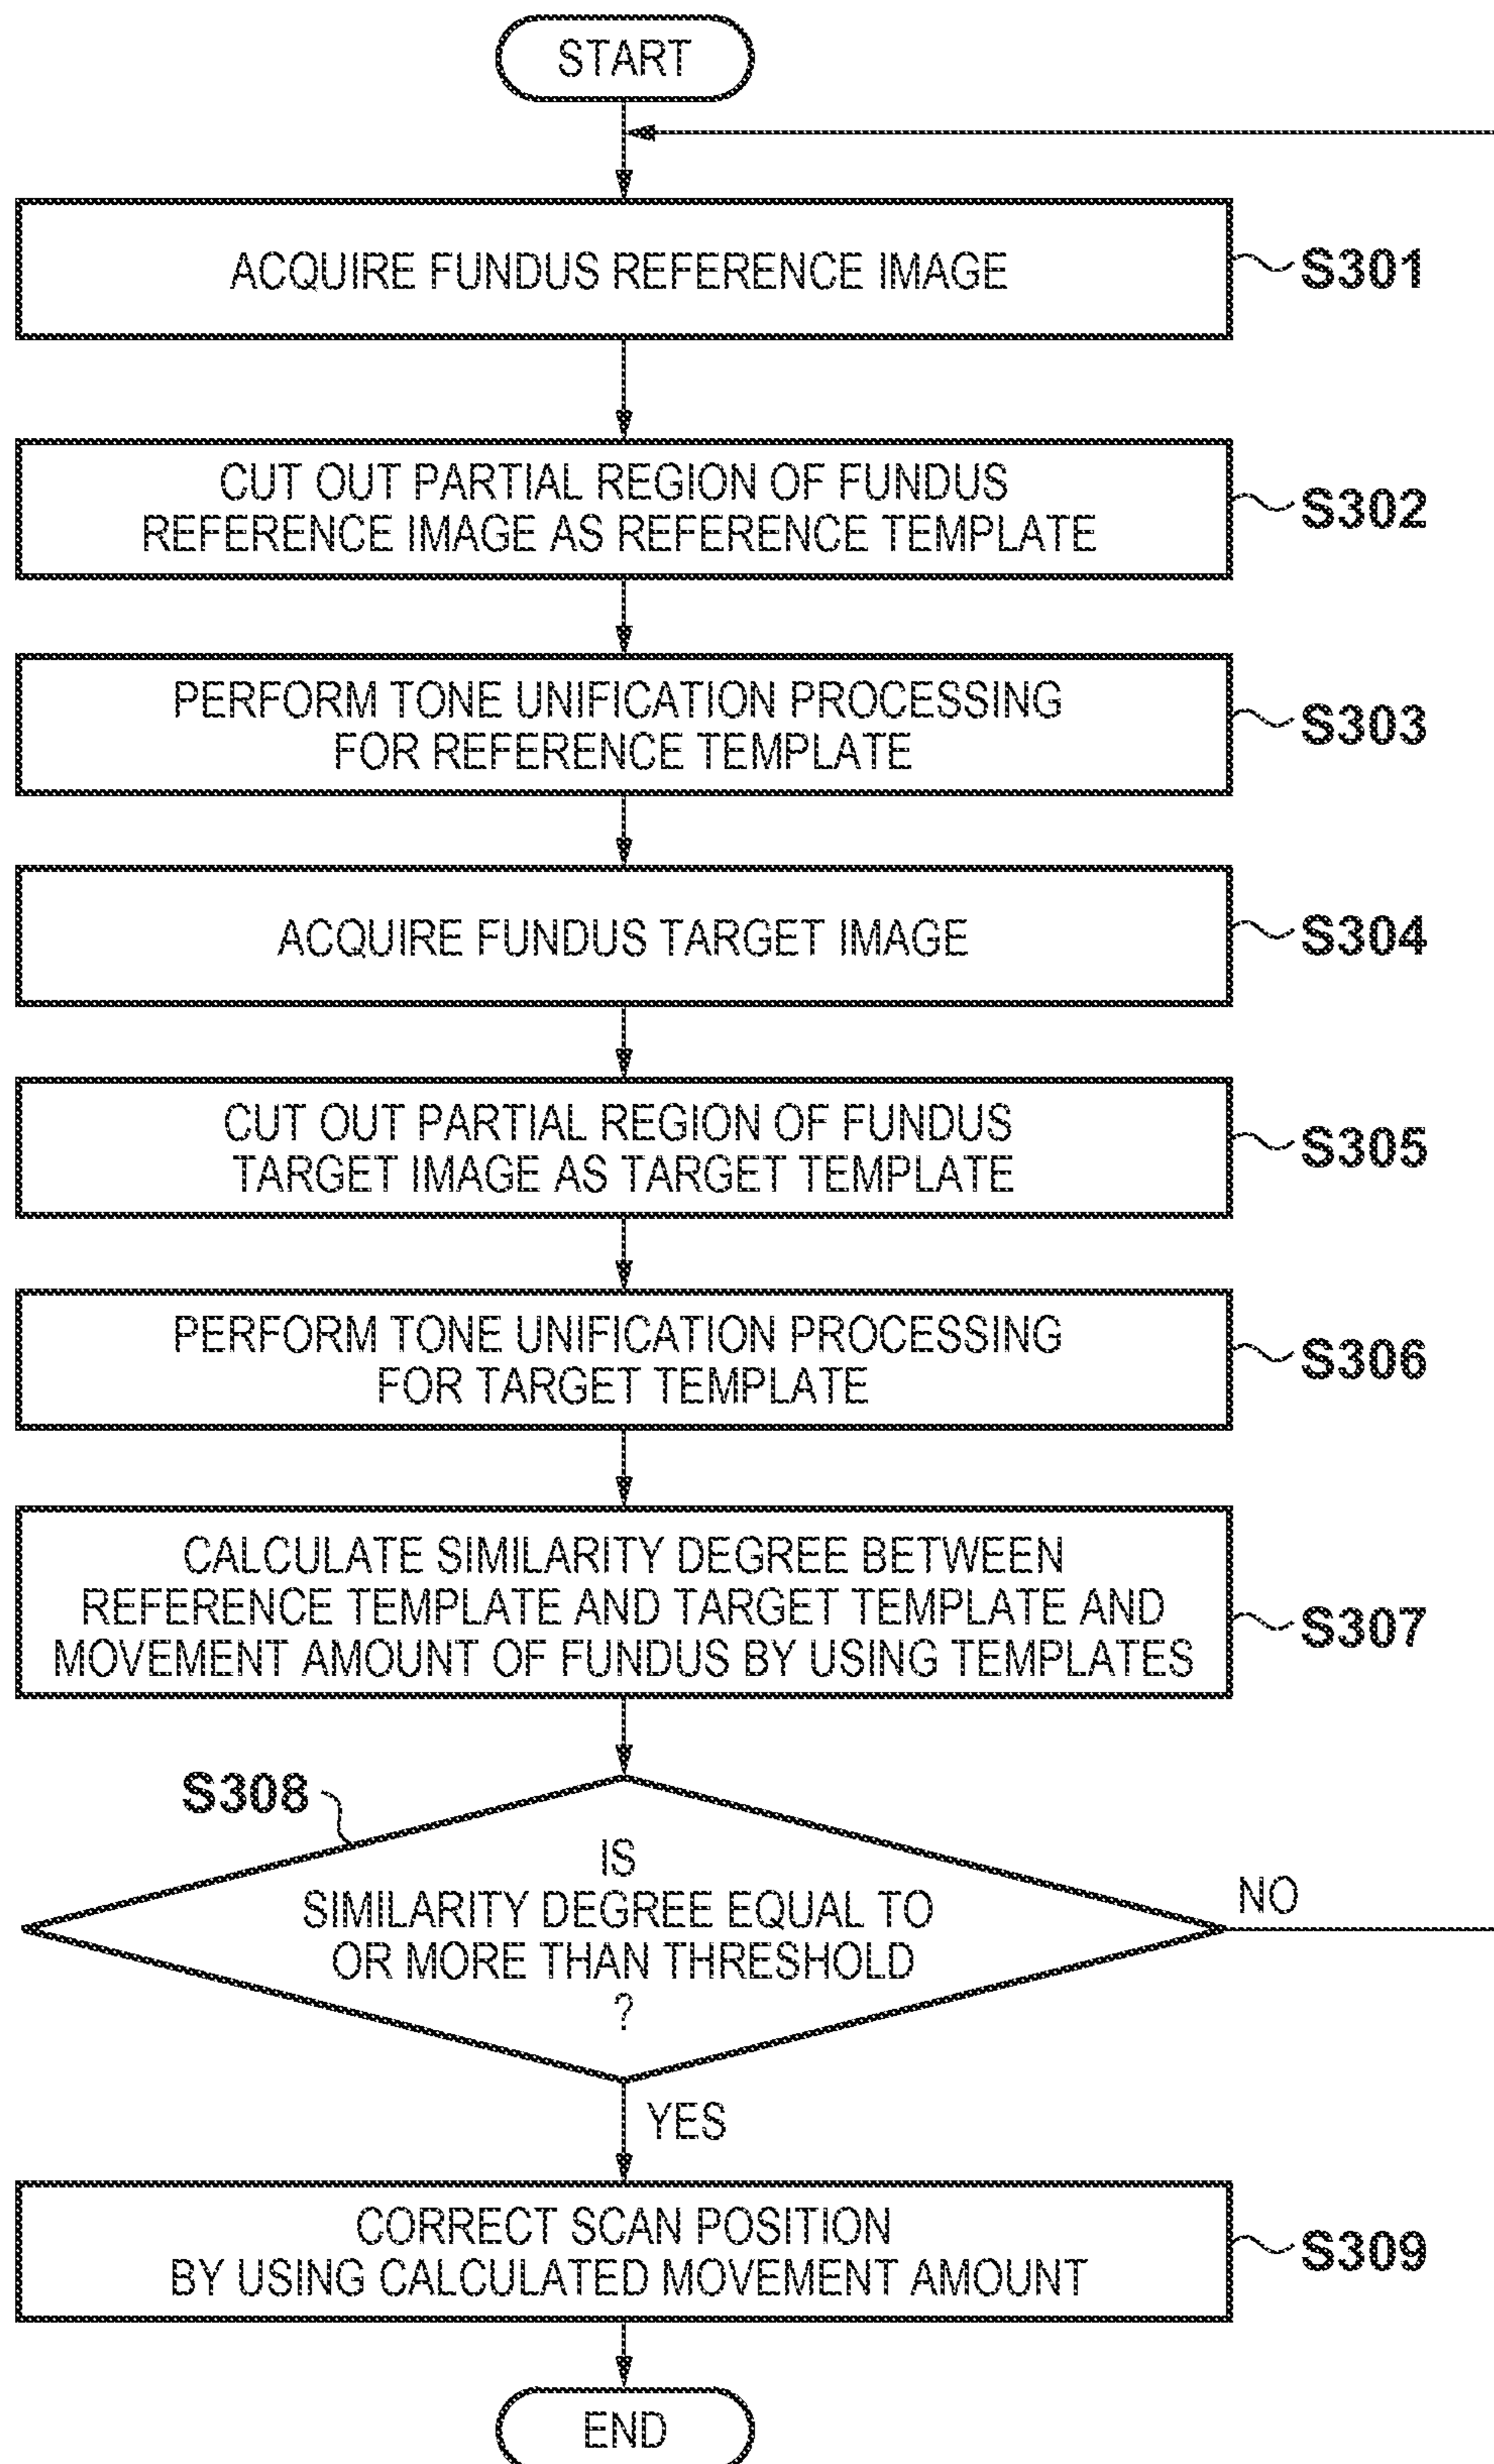 START
ACQUIRE FUNDUS REFERENCE IMAGE
S301
CUT OUT PARTIAL REGION OF FUNDUS
REFERENCE IMAGE AS REFERENCE TEMPLATE
S302
PERFORM TONE UNIFICATION PROCESSING
FOR REFERENCE TEMPLATE
S303
ACQUIRE FUNDUS TARGET IMAGE
S304
CUT OUT PARTIAL REGION OF FUNDUS
TARGET IMAGE AS TARGET TEMPLATE
S305
PERFORM TONE UNIFICATION PROCESSING
FOR TARGET TEMPLATE
S306
CALCULATE SIMILARITY DEGREE BETWEEN
REFERENCE TEMPLATE AND TARGET TEMPLATE AND
MOVEMENT AMOUNT OF FUNDUS BY USING TEMPLATES
S307
S308
IS
SIMILARITY DEGREE EQUAL TO
OR MORE THAN THRESHOLD
?
NO
YES
CORRECT SCAN POSITION
BY USING CALCULATED MOVEMENT AMOUNT
S309
END